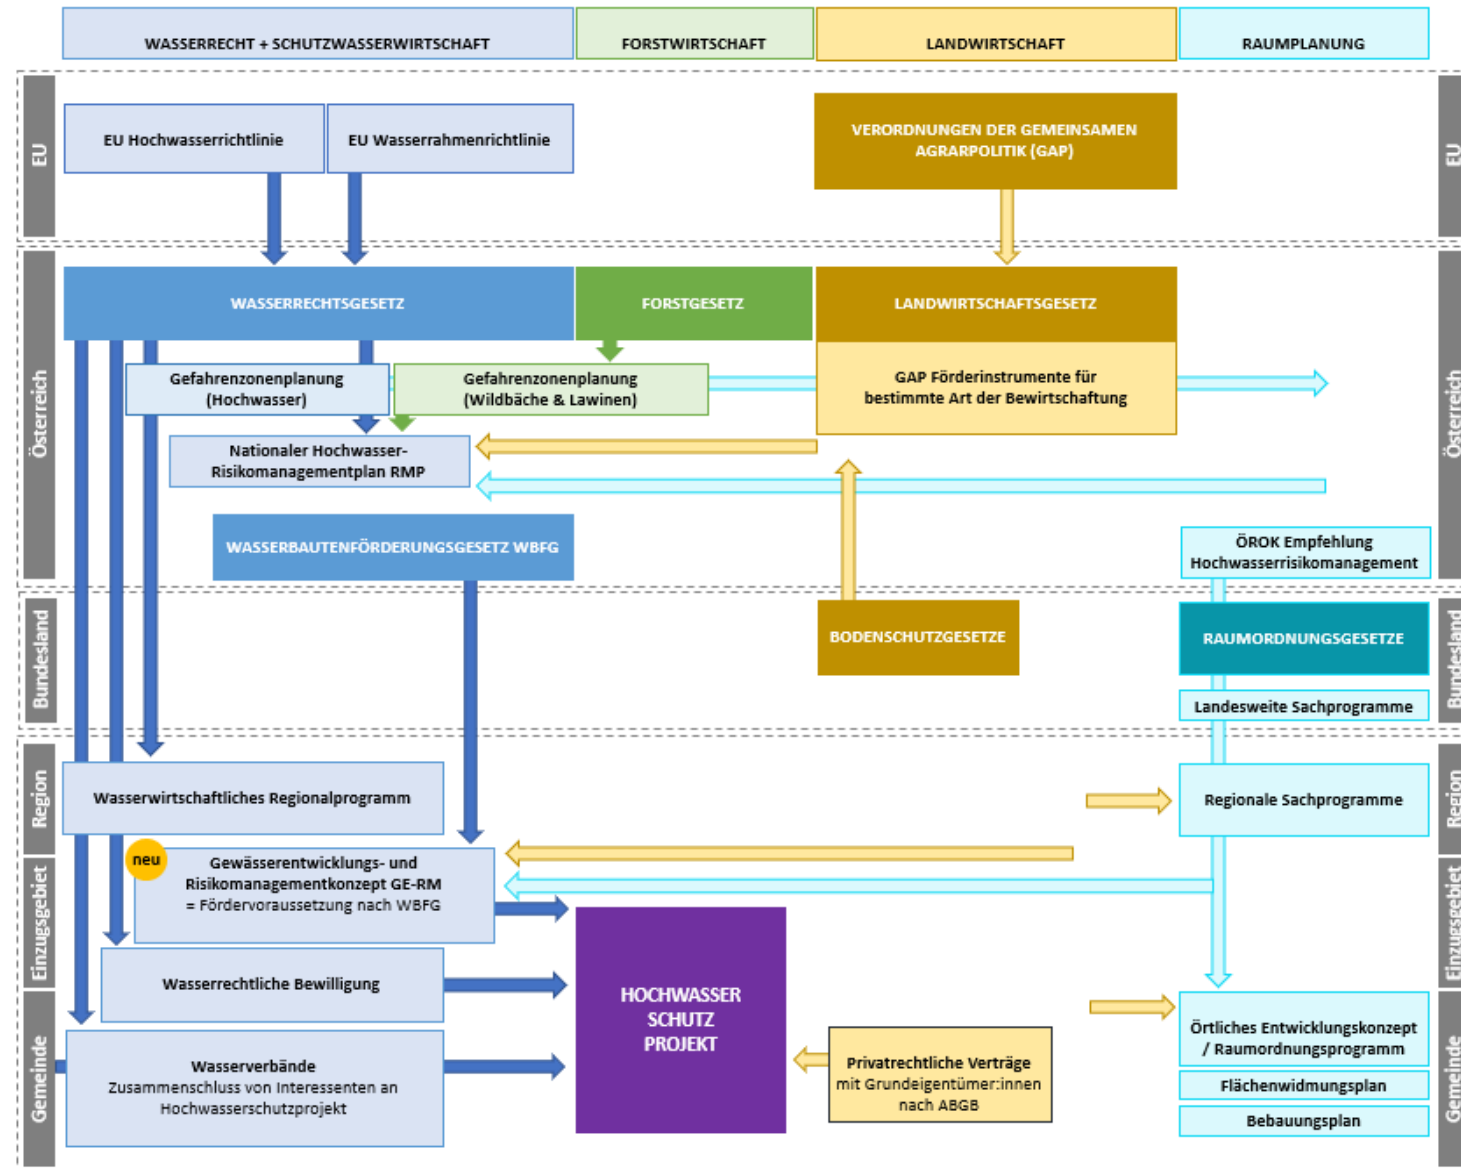 WASSERRECHT + SCHUTZWASSERWIRTSCHAFT
FORSTWIRTSCHAFT
LANDWIRTSCHAFT
RAUMPLANUNG
EU
EU Hochwasserrichtlinie
EU Wasserrahmenrichtlinie
VERORDNUNGEN DER GEMEINSAMEN
AGRARPOLITIK (GAP)
EU
Österreich
WASSERRECHTSGESETZ
FORSTGESETZ
LANDWIRTSCHAFTSGESETZ
Gefahrenzonenplanung
(Hochwasser)
Gefahrenzonenplanung
(Wildbäche & Lawinen)
GAP Förderinstrumente für
bestimmte Art der Bewirtschaftung
Nationaler Hochwasser-
Risikomanagementplan RMP
WASSERBAUTENFÖRDERUNGSGESETZ WBFG
ÖROK Empfehlung
Hochwasserrisikomanagement
Österreich
Bundesland
BODENSCHUTZGESETZE
RAUMORDNUNGSGESETZE
Landesweite Sachprogramme
Bundesland
Region
Wasserwirtschaftliches Regionalprogramm
Regionale Sachprogramme
Region
Einzugsgebiet
neu
Gewässerentwicklungs- und
Risikomanagementkonzept GE-RM
= Fördervoraussetzung nach WBFG
Wasserrechtliche Bewilligung
Einzugsgebiet
HOCHWASSER
SCHUTZ
PROJEKT
Gemeinde
Wasserverbände
Zusammenschluss von Interessenten an
Hochwasserschutzprojekt
Privatrechtliche Verträge
mit Grundeigentümer:innen
nach ABGB
Örtliches Entwicklungskonzept
/ Raumordnungsprogramm
Flächenwidmungsplan
Bebauungsplan
Gemeinde